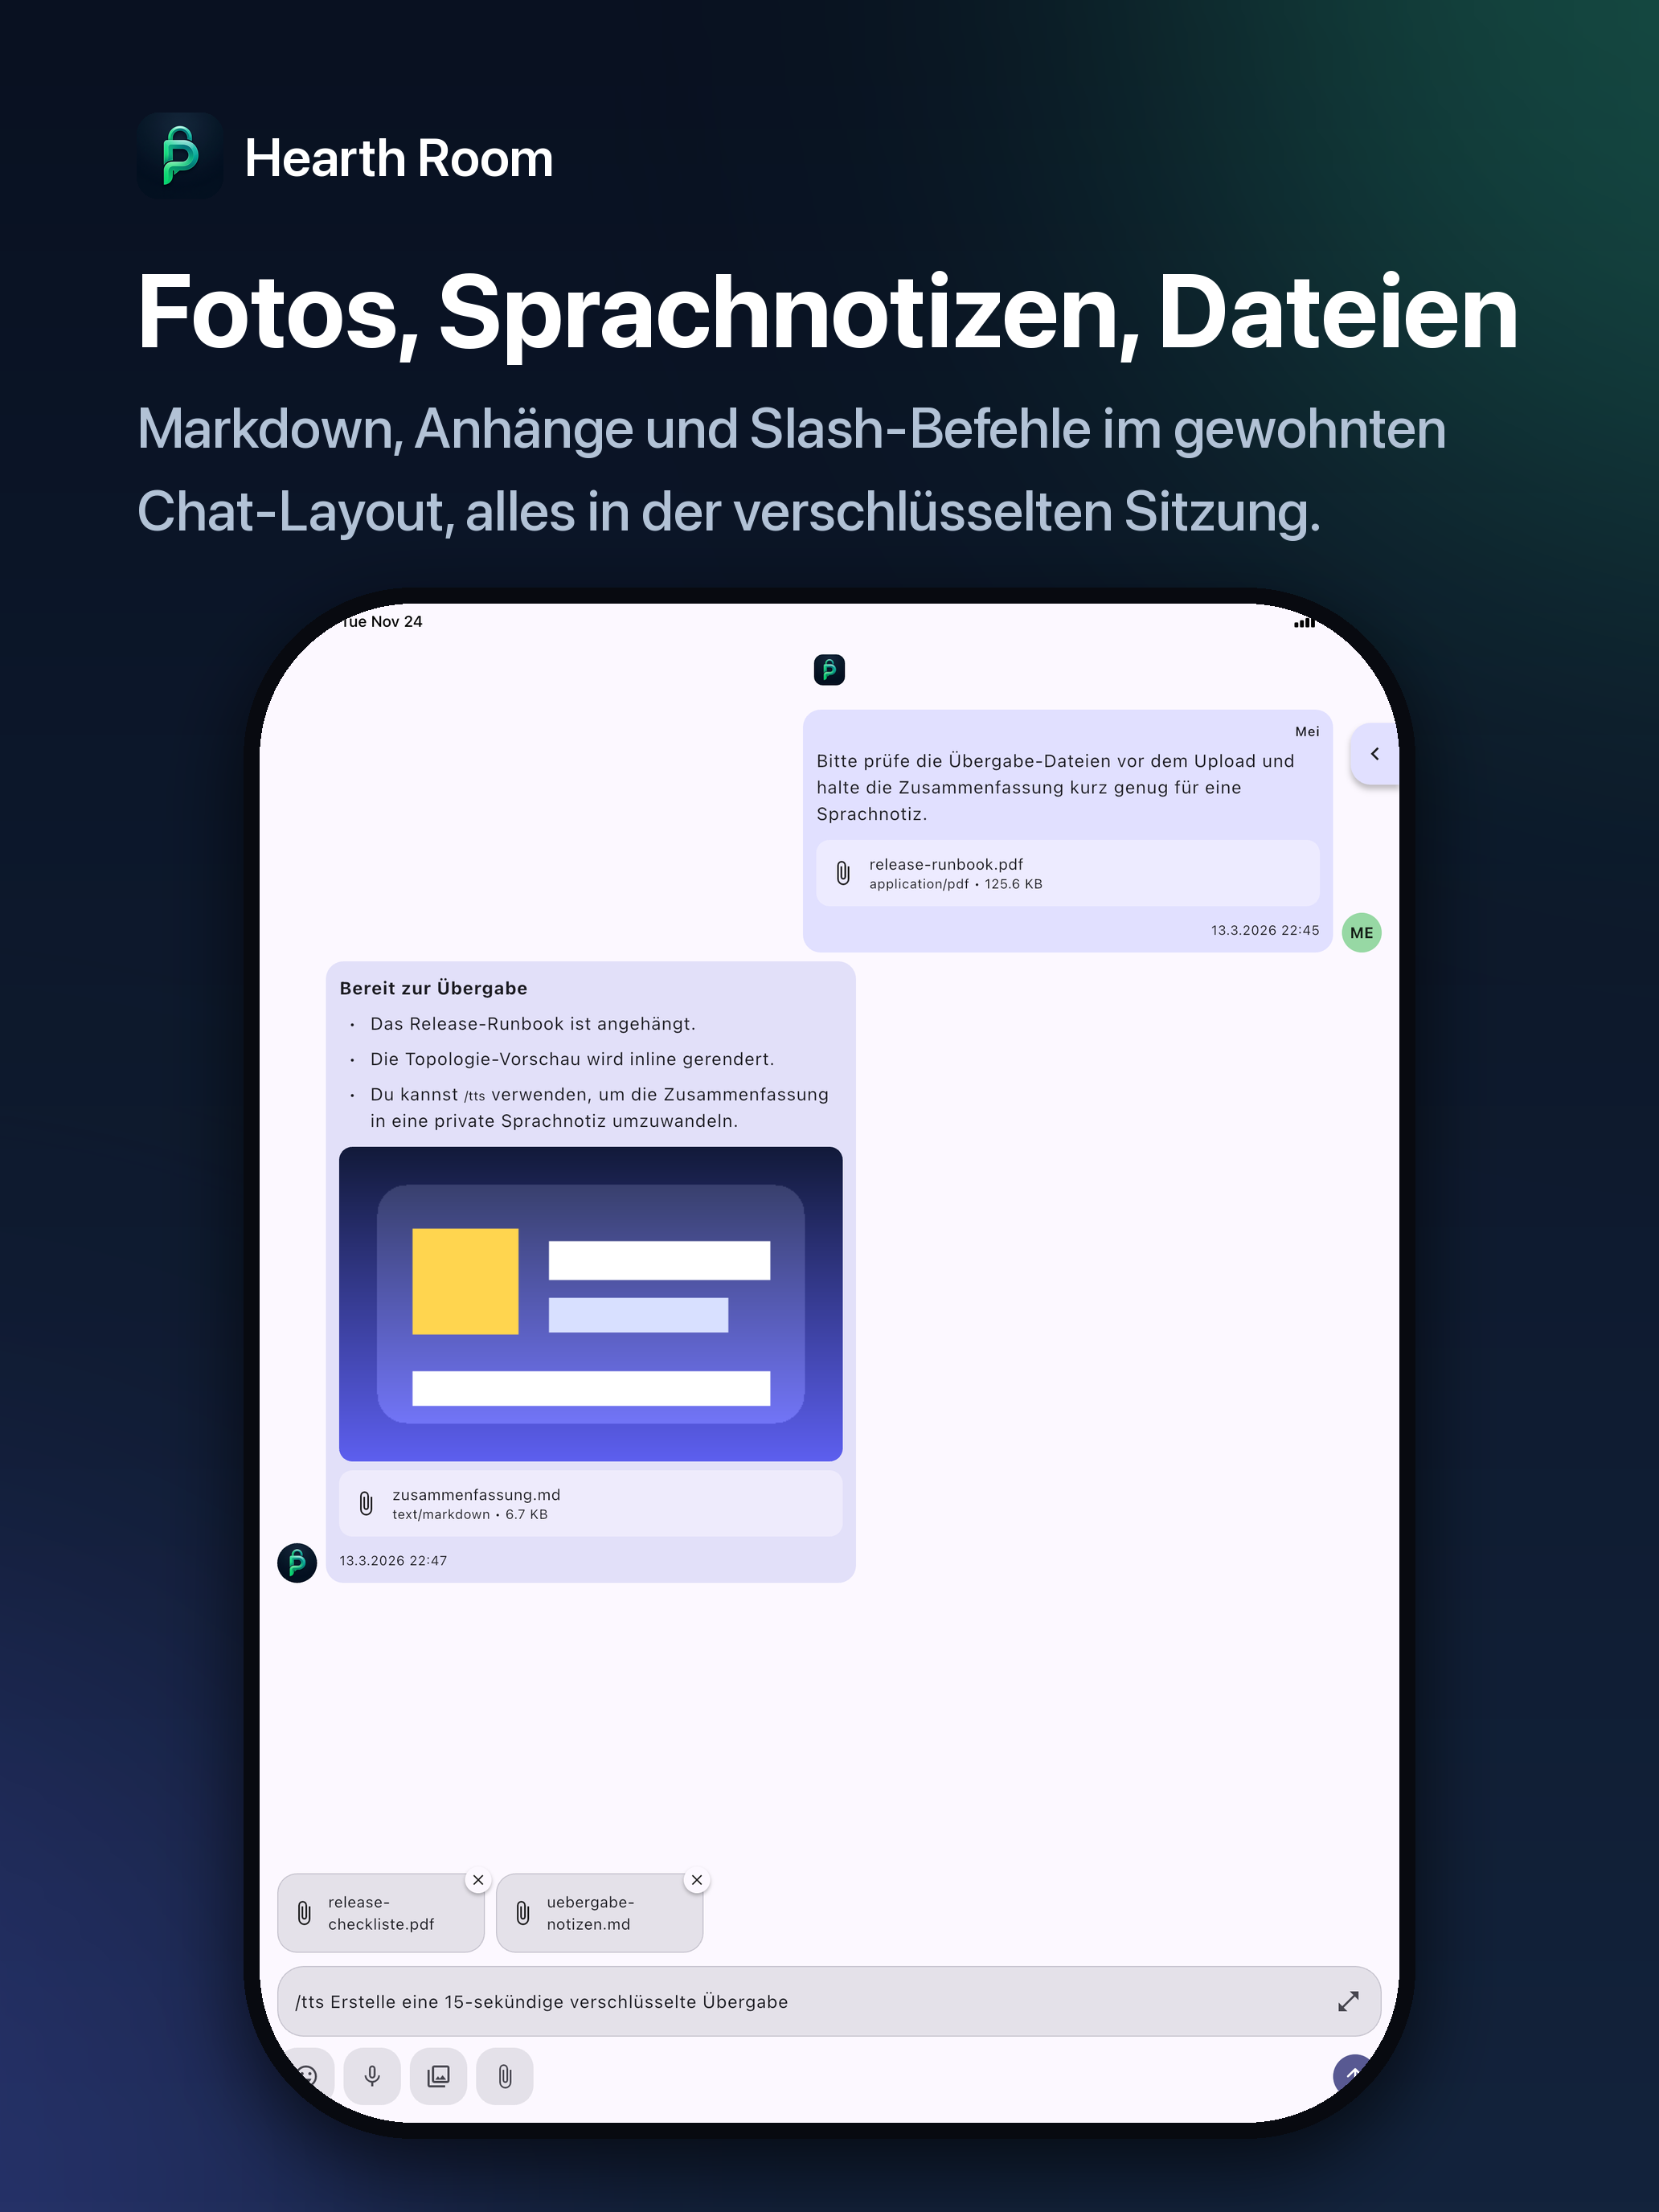 Hearth Room
Fotos, Sprachnotizen, Dateien
Markdown, Anhänge und Slash-Befehle im gewohnten
Chat-Layout, alles in der verschlüsselten Sitzung.
Tue Nov 24
Mei
Bitte prüfe die Übergabe-Dateien vor dem Upload und
halte die Zusammenfassung kurz genug für eine
Sprachnotiz.
release-runbook.pdf
application/pdf • 125.6 KB
13.3.2026 22:45
ME
Bereit zur Übergabe
• Das Release-Runbook ist angehängt.
• Die Topologie-Vorschau wird inline gerendert.
• Du kannst /tts verwenden, um die Zusammenfassung
in eine private Sprachnotiz umzuwandeln.
zusammenfassung.md
text/markdown • 6.7 KB
13.3.2026 22:47
release-
checkliste.pdf
uebergabe-
notizen.md
/tts Erstelle eine 15-sekündige verschlüsselte Übergabe